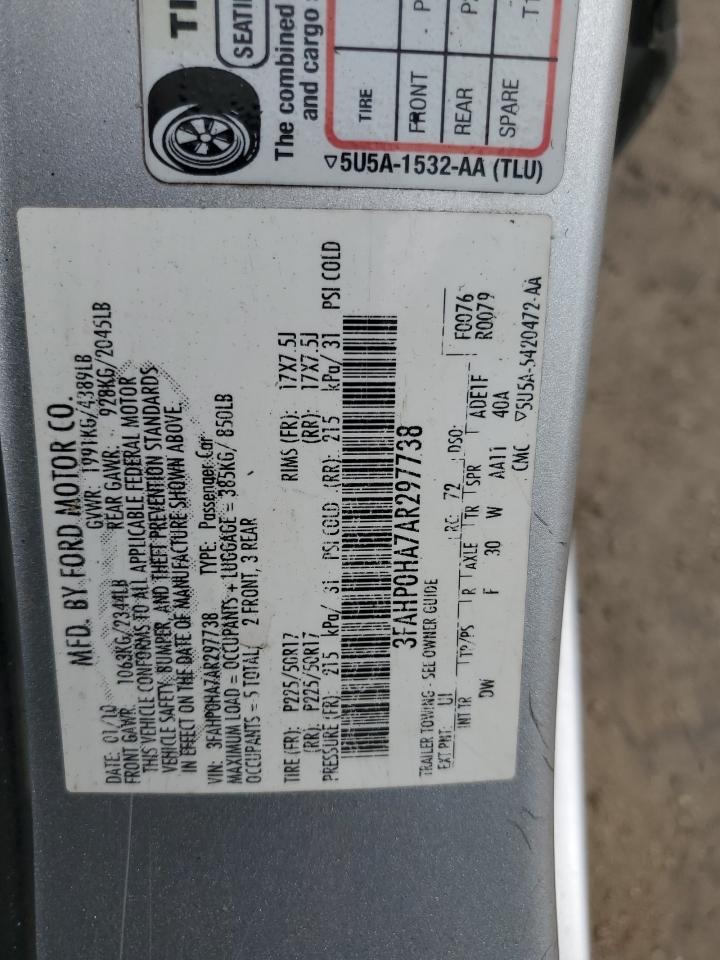 TI
SEATI
The combined
and cargo
TIRE
FRONT P
REAR P
SPARE T1
▽5U5A-1532-AA (TLU)
MFD. BY FORD MOTOR CO.
DATE: 01/10 GVWR: 1991KG/4389LB
FRONT GAWR: 1063KG/2344LB REAR GAWR: 928KG/2045LB
THIS VEHICLE CONFORMS TO ALL APPLICABLE FEDERAL MOTOR
VEHICLE SAFETY, BUMPER, AND THEFT PREVENTION STANDARDS
IN EFFECT ON THE DATE OF MANUFACTURE SHOWN ABOVE.
VIN: 3FAHP0HA7AR297738 TYPE: Passenger Car
MAXIMUM LOAD = OCCUPANTS + LUGGAGE = 385KG/ 850LB
OCCUPANTS = 5 TOTAL, 2 FRONT, 3 REAR
TIRE (FR): P225/50R17 RIMS (FR): 17X7.5J
(RR): P225/50R17 (RR): 17X7.5J
PRESSURE (FR): 215 kPa/ 31 PSI COLD (RR): 215 kPa/ 31 PSI COLD
3FAHP0HA7AR297738
TRAILER TOWING - SEE OWNER GUIDE
EXT PNT: UI RC: 72 DSO: F0076
R0079
INT TR TP/PS R AXLE TR SPR ADE1F
DW F 30 W AA11 40A
CMC ▽5U5A-5420472-AA